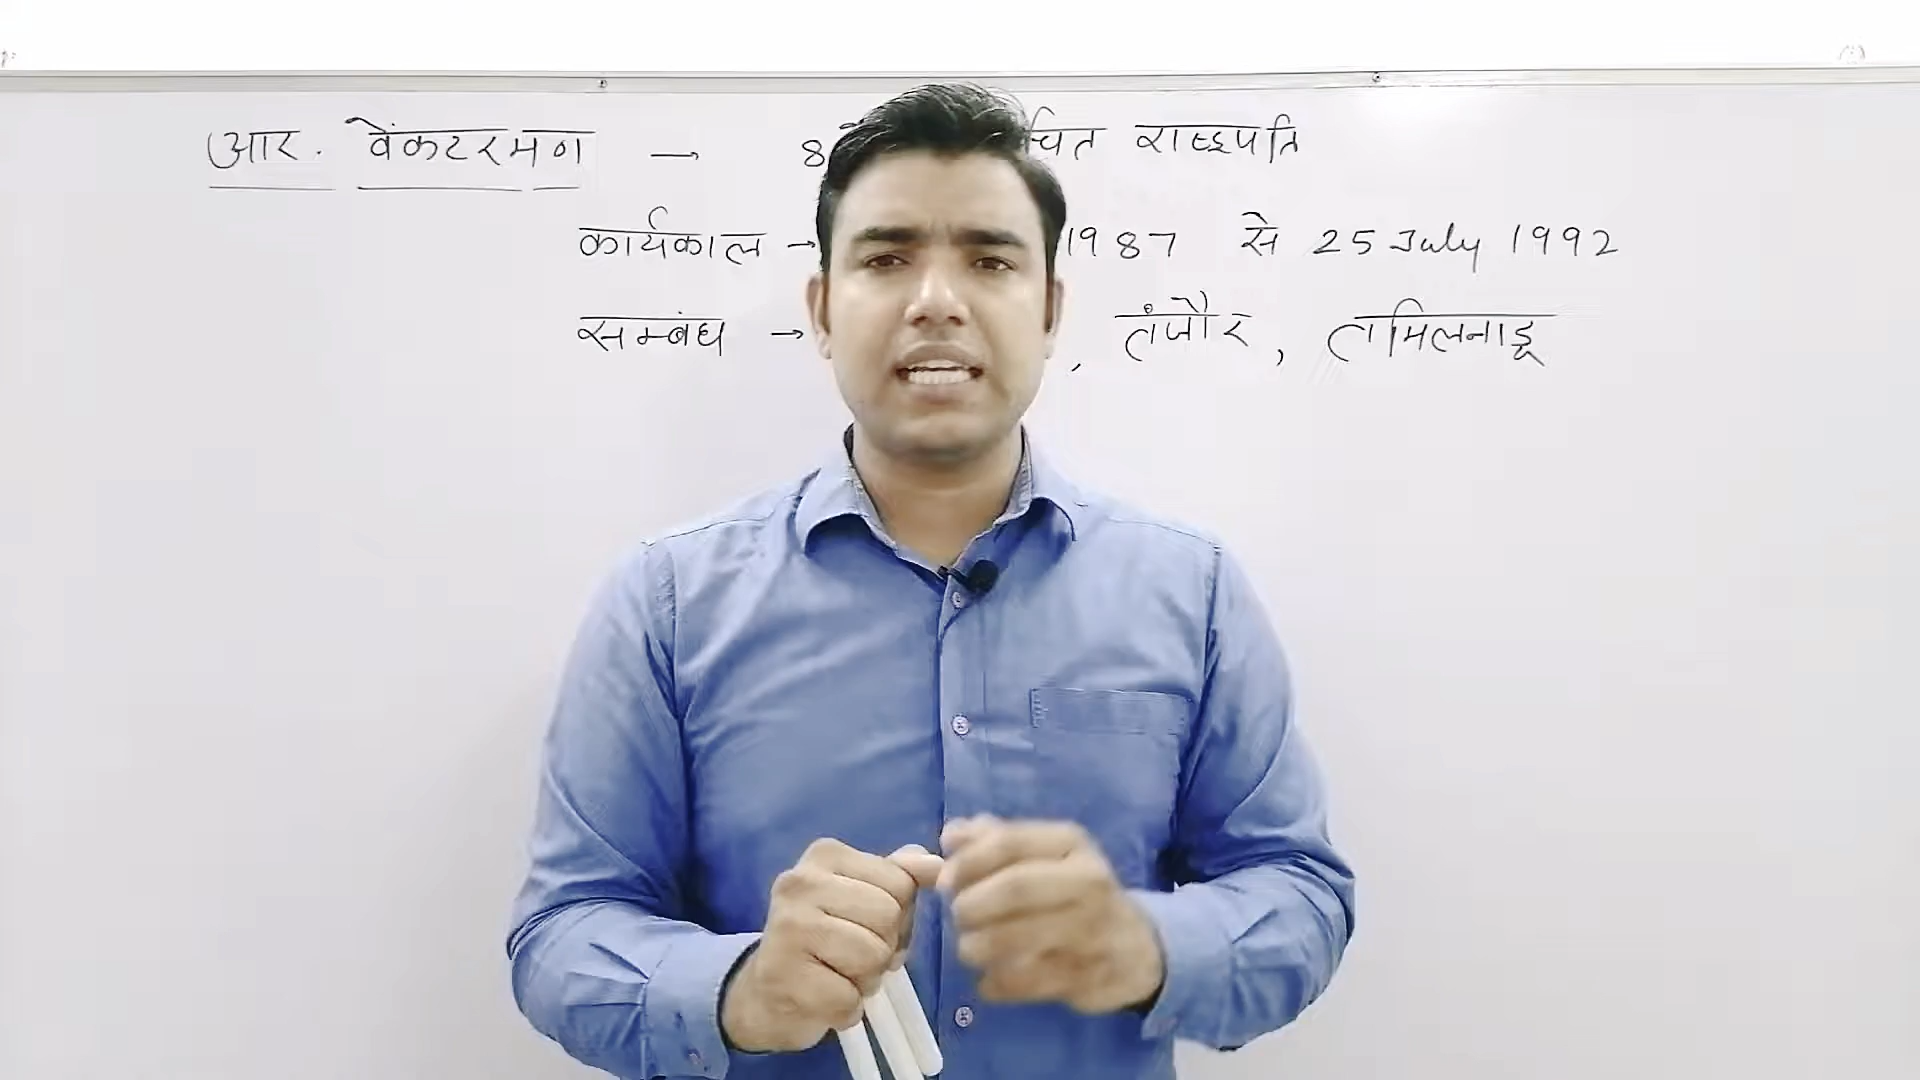 आर. वेंकटरमण → 8 चित राष्ट्रपति
कार्यकाल → 1987 से 25 July 1992
सम्बंध → , तंजौर, तमिलनाडू